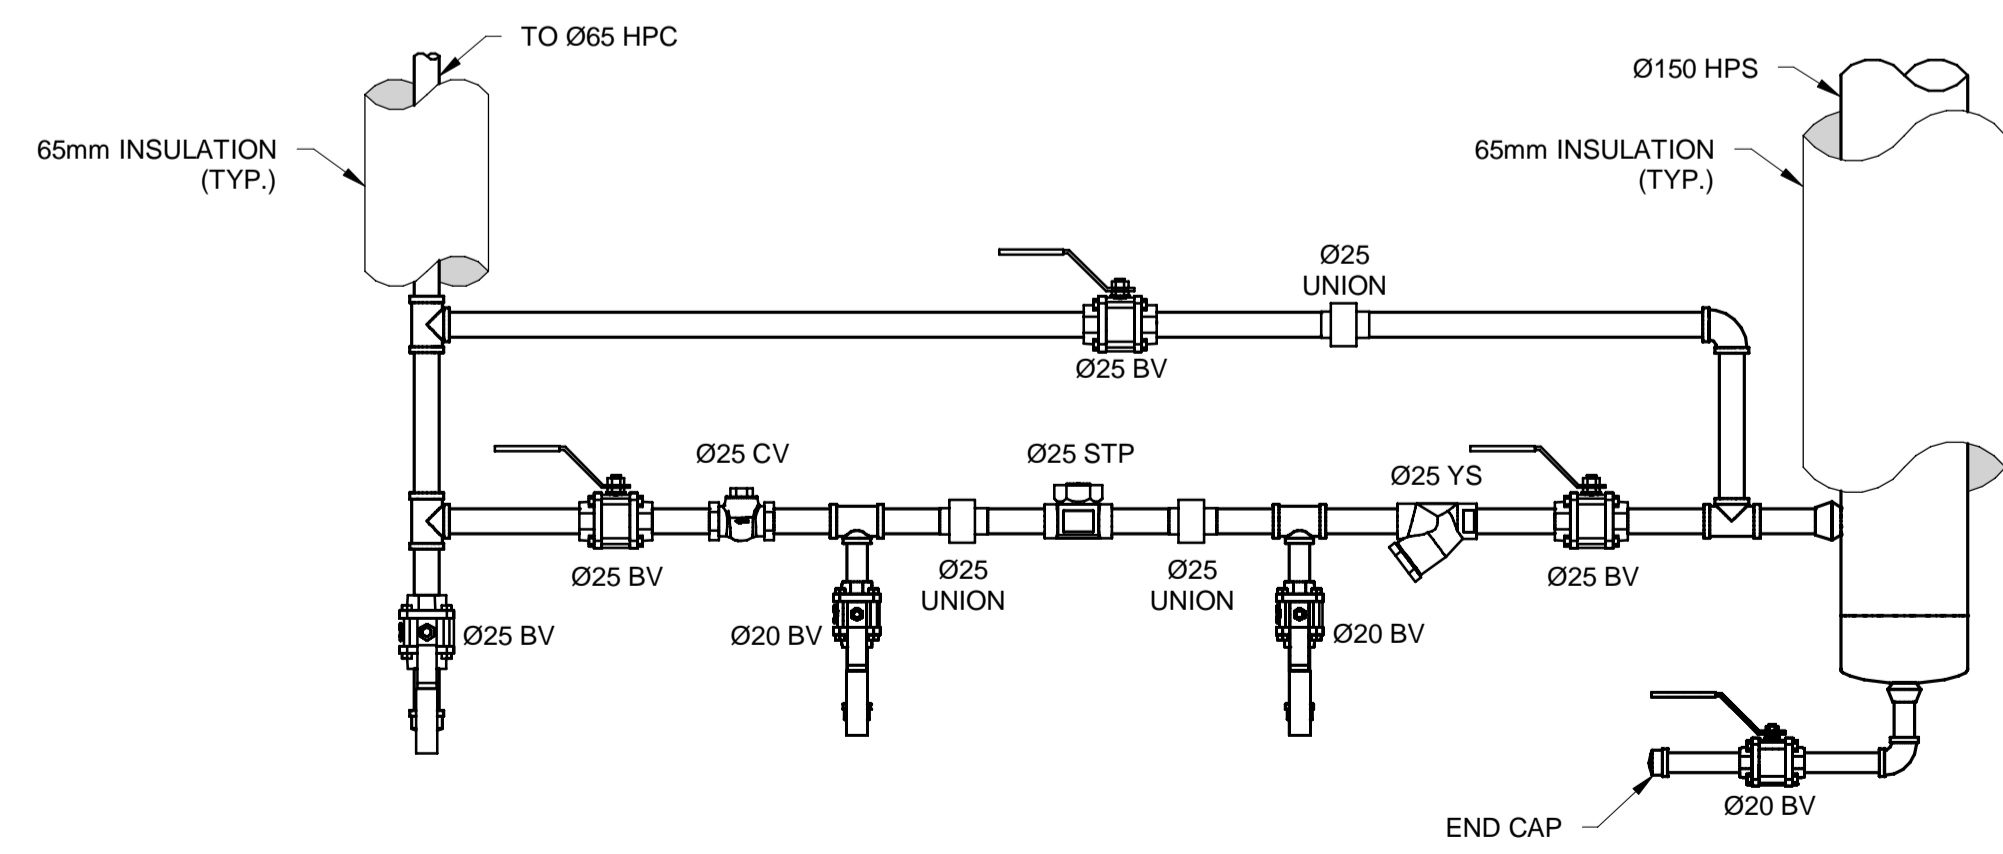 TO Ø65 HPC
Ø150 HPS
65mm INSULATION
(TYP.)
65mm INSULATION
(TYP.)
Ø25
UNION
Ø25 BV
Ø25 CV
Ø25 STP
Ø25 YS
Ø25 BV
Ø25
UNION
Ø25
UNION
Ø25 BV
Ø25 BV
Ø20 BV
Ø20 BV
Ø20 BV
END CAP